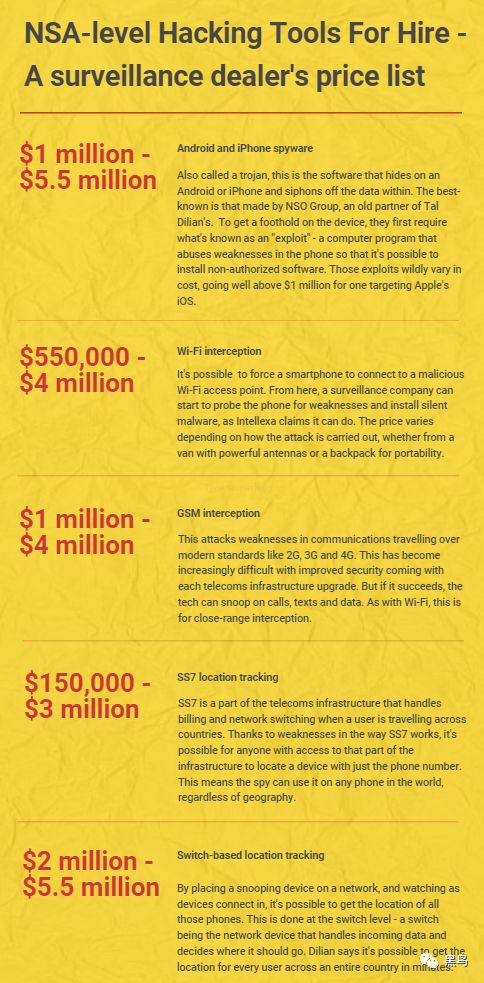 NSA-level Hacking Tools For Hire -
A surveillance dealer's price list
$1 million -
$5.5 million
Android and iPhone spyware
Also called a trojan, this is the software that hides on an
Android or iPhone and siphons off the data within. The best-
known is that made by NSO Group, an old partner of Tal
Dilian's. To get a foothold on the device, they first require
what's known as an "exploit" - a computer program that
abuses weaknesses in the phone so that it's possible to
install non-authorized software. Those exploits wildly vary in
cost, going well above $1 million for one targeting Apple's
iOS.
$550,000 -
$4 million
Wi-Fi interception
It's possible to force a smartphone to connect to a malicious
Wi-Fi access point. From here, a surveillance company can
start to probe the phone for weaknesses and install silent
malware, as Intellexa claims it can do. The price varies
depending on how the attack is carried out, whether from a
van with powerful antennas or a backpack for portability.
$1 million -
$4 million
GSM interception
This attacks weaknesses in communications travelling over
modern standards like 2G, 3G and 4G. This has become
increasingly difficult with improved security coming with
each telecoms infrastructure upgrade. But if it succeeds, the
tech can snoop on calls, texts and data. As with Wi-Fi, this is
for close-range interception.
$150,000 -
$3 million
SS7 location tracking
SS7 is a part of the telecoms infrastructure that handles
billing and network switching when a user is travelling across
countries. Thanks to weaknesses in the way SS7 works, it's
possible for anyone with access to that part of the
infrastructure to locate a device with just the phone number.
This means the spy can use it on any phone in the world,
regardless of geography.
$2 million -
$5.5 million
Switch-based location tracking
By placing a snooping device on a network, and watching as
devices connect in, it's possible to get the location of all
those phones. This is done at the switch level - a switch
being the network device that handles incoming data and
decides where it should go. Dilian says it's possible to get the
location for every user across an entire country in minutes.
黑鸟